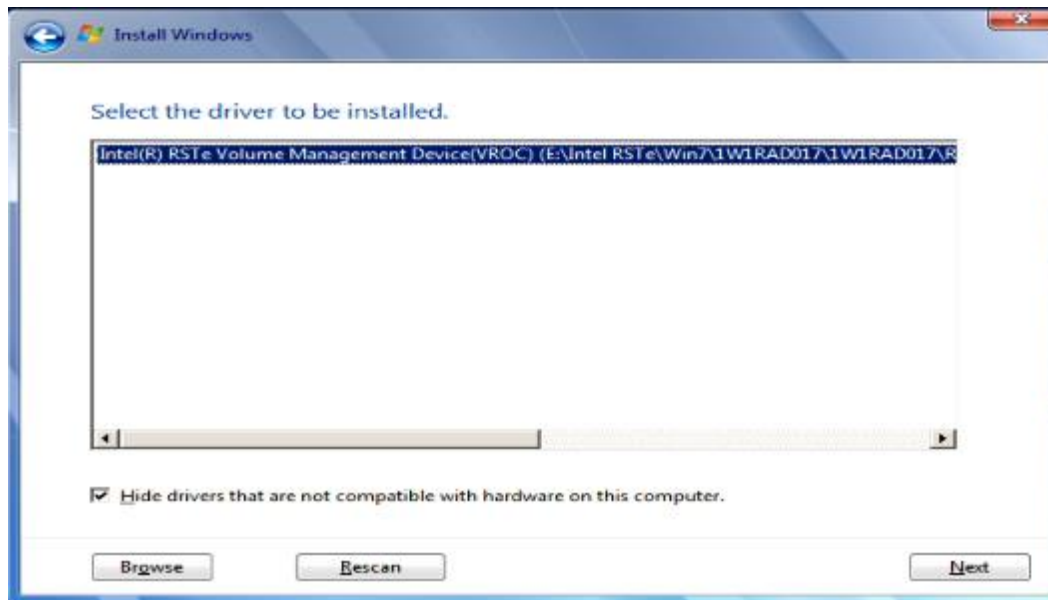 Install Windows
Select the driver to be installed.
Intel(R) RSTe Volume Management Device(VROC) (E:\Intel RSTe\Win7\1W1RAD017\1W1RAD017\R
Hide drivers that are not compatible with hardware on this computer.
Browse Rescan Next